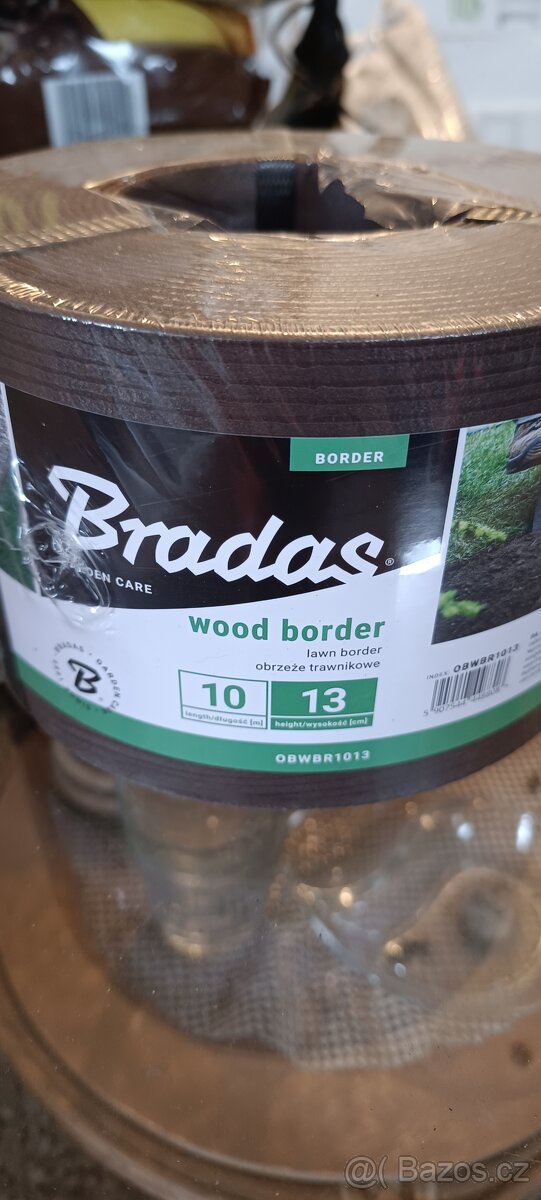 BORDER
Bradas®
GARDEN CARE
wood border
lawn border
obrzeże trawnikowe
10
length/długość [m]
13
height/wysokość [cm]
B
INDEX: OBWBR1013
OBWBR1013
Bazos.cz